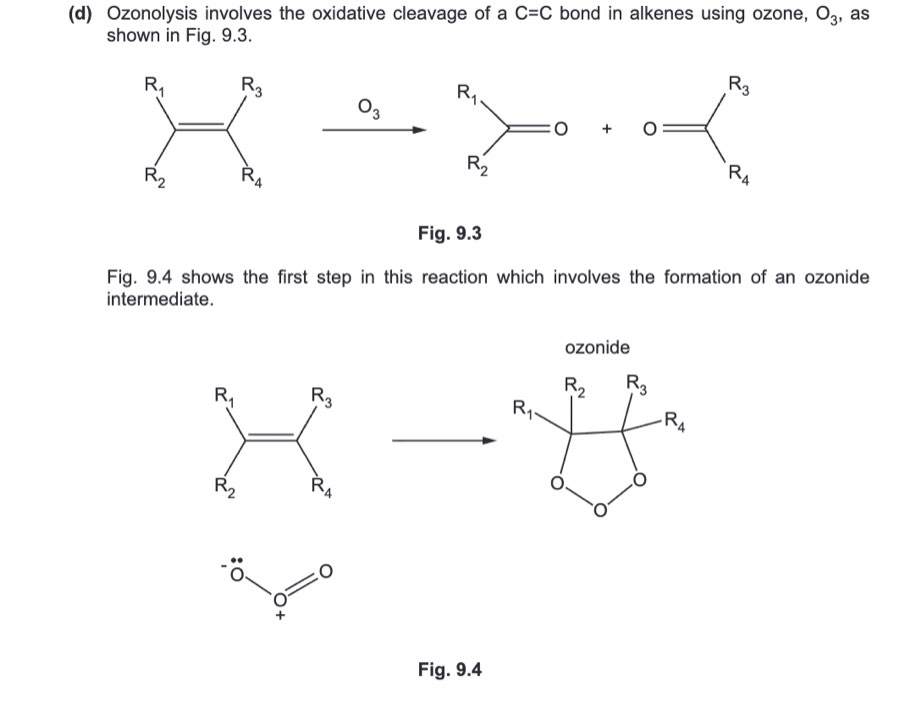 (d) Ozonolysis involves the oxidative cleavage of a C=C bond in alkenes using ozone, O₃, as
shown in Fig. 9.3.
R₁ R₃ O₃ R₁ R₃
O + O
R₂ R₄ R₂ R₄
Fig. 9.3
Fig. 9.4 shows the first step in this reaction which involves the formation of an ozonide
intermediate.
ozonide
R₁ R₃ R₁ R₂ R₃ R₄
R₂ R₄ O O
O
-Ö O
O
+
Fig. 9.4